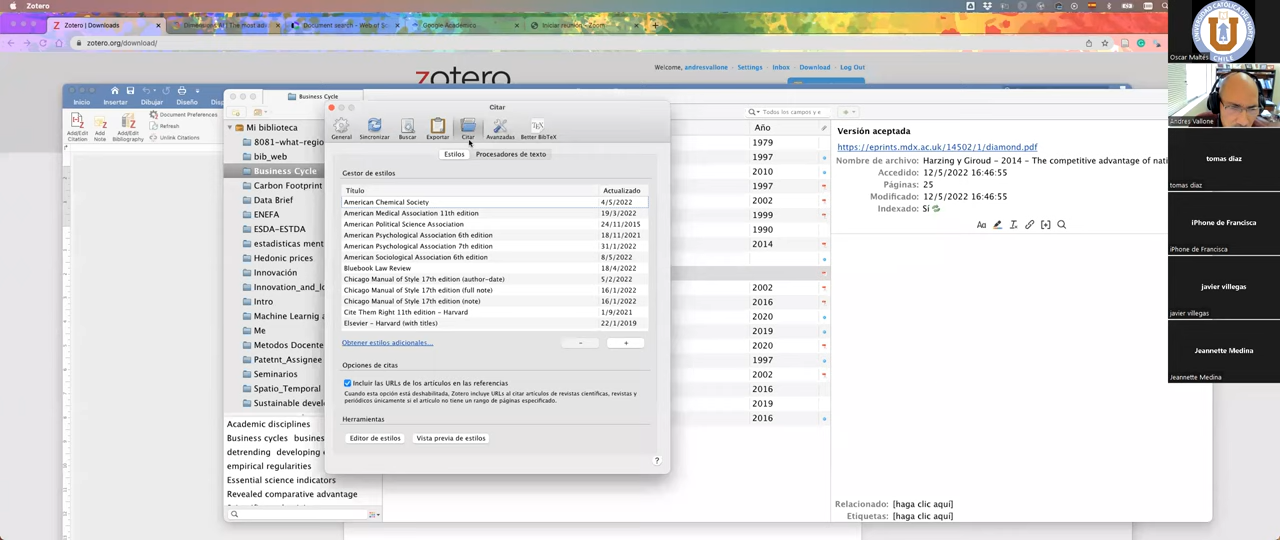 Zotero
Zotero | Downloads
Dimensions AI | The most ad
Document search - Web of Sc
Google Académico
Iniciar reunión - Zoom
zotero.org/download/
zotero
Welcome, andresvallone
Settings
Inbox
Download
Log Out
Inicio
Insertar
Dibujar
Diseño
Add/Edit Citation
Add Note
Add/Edit Bibliography
Document Preferences
Refresh
Unlink Citations
Business Cycle
Mi biblioteca
8081-what-regio
bib_web
Business Cycle
Carbon Footprint
Data Brief
ENEFA
ESDA-ESTDA
estadisticas ment
Hedonic prices
Innovación
Innovation_and_lo
Intro
Machine Learnig a
Me
Metodos Docente
Patetnt_Assignee
Seminarios
Spatio_Temporal
Sustainable devel
Academic disciplines
Business cycles
busines
detrending
developing
empirical regularities
Essential science indicators
Revealed comparative advantage
Citar
General
Sincronizar
Buscar
Exportar
Citar
Avanzadas
Better BibTeX
Estilos
Procesadores de texto
Gestor de estilos
Título
Actualizado
American Chemical Society
4/5/2022
American Medical Association 11th edition
19/3/2022
American Political Science Association
24/11/2015
American Psychological Association 6th edition
18/11/2021
American Psychological Association 7th edition
31/1/2022
American Sociological Association 6th edition
8/5/2022
Bluebook Law Review
18/4/2022
Chicago Manual of Style 17th edition (author-date)
5/2/2022
Chicago Manual of Style 17th edition (full note)
16/1/2022
Chicago Manual of Style 17th edition (note)
16/1/2022
Cite Them Right 11th edition - Harvard
1/9/2021
Elsevier - Harvard (with titles)
22/1/2019
Obtener estilos adicionales...
-
+
Opciones de citas
Incluir las URLs de los artículos en las referencias
Cuando esta opción está deshabilitada, Zotero incluye URLs al citar artículos de revistas científicas, revistas y
periódicos únicamente si el artículo no tiene un rango de páginas especificado.
Herramientas
Editor de estilos
Vista previa de estilos
?
Todos los campos y
Año
1979
1997
2010
1997
2002
1999
1990
2014
2002
2016
2020
2019
2020
1997
2002
2016
2019
2016
Versión aceptada
https://eprints.mdx.ac.uk/14502/1/diamond.pdf
Nombre de archivo: Harzing y Giroud - 2014 - The competitive advantage of nati
Accedido: 12/5/2022 16:46:55
Páginas: 25
Modificado: 12/5/2022 16:46:55
Indexado: Sí
Aa
Relacionado: [haga clic aquí]
Etiquetas: [haga clic aquí]
UNIVERSIDAD CATOLICA DEL NORTE
CHILE
Oscar Maltés
Andres Vallone
tomas diaz
tomas diaz
iPhone de Francisca
iPhone de Francisca
javier villegas
javier villegas
Jeannette Medina
Jeannette Medina